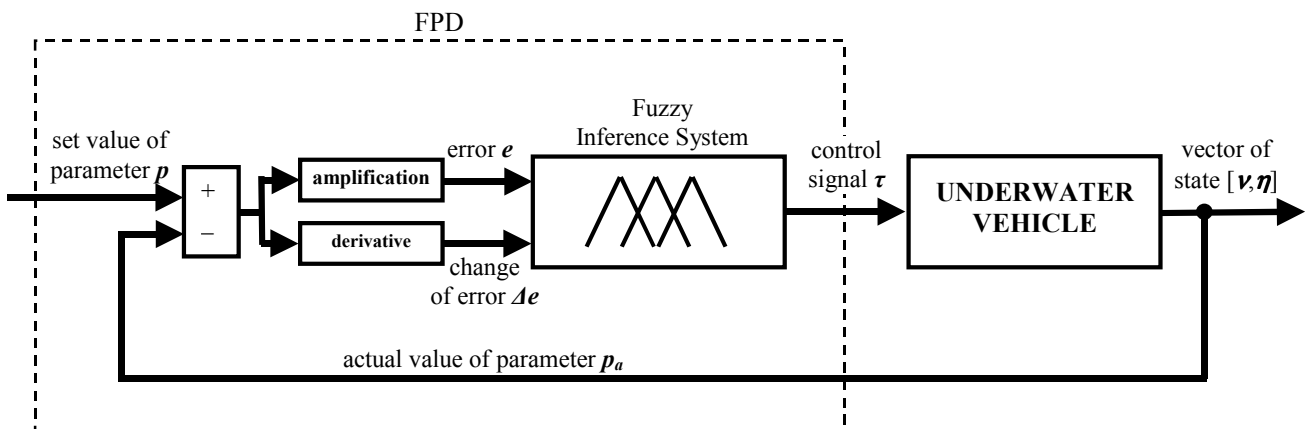 FPD
set value of
parameter p
+
−
amplification
derivative
error e
change
of error Δe
Fuzzy
Inference System
control
signal τ
UNDERWATER
VEHICLE
vector of
state [ν,η]
actual value of parameter pₐ